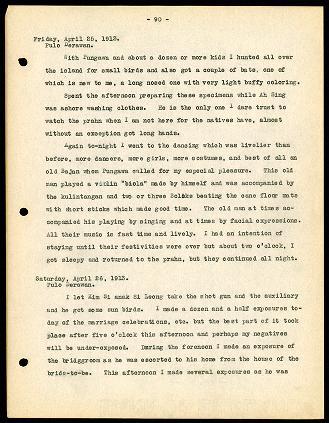 - 90 -
Friday, April 25, 1913.
Pulo Derawan.
With Pungawa and about a dozen or more kids I hunted all over
the island for small birds and also got a couple of bats, one of
which is new to me, a long nosed one with very light buffy coloring.
Spent the afternoon preparing these specimens while Ah Sing
was ashore washing clothes. He is the only one I dare trust to
watch the prahu when I am not here for the natives have, almost
without an exception got long hands.
Again to-night I went to the dancing which was livelier than
before, more dancers, more girls, more costumes, and best of all an
old Bajau whom Pungawa called for my especial pleasure. This old
man played a violin "biola" made by himself and was accompanied by
the kulintangan and two or three Soloks beating the cane floor mats
with short sticks which made good time. The old man at times ac-
companied his playing by singing and at times by facial expressions.
All their music is fast time and lively. I had an intention of
staying until their festivities were over but about two o'clock, I
got sleepy and returned to the prahu, but they continued all night.
Saturday, April 26, 1913.
Pulo Derawan.
I let Kim Si anak Si Leong take the shot gun and the auxiliary
and he got some sun birds. I made a dozen and a half exposures to-
day of the marriage celebrations, etc. but the best part of it took
place after five o'clock this afternoon and perhaps my negatives
will be under-exposed. During the forenoon I made an exposure of
the bridggroom as he was escorted to his home from the house of the
bride-to-be. This afternoon I made several exposures as he was